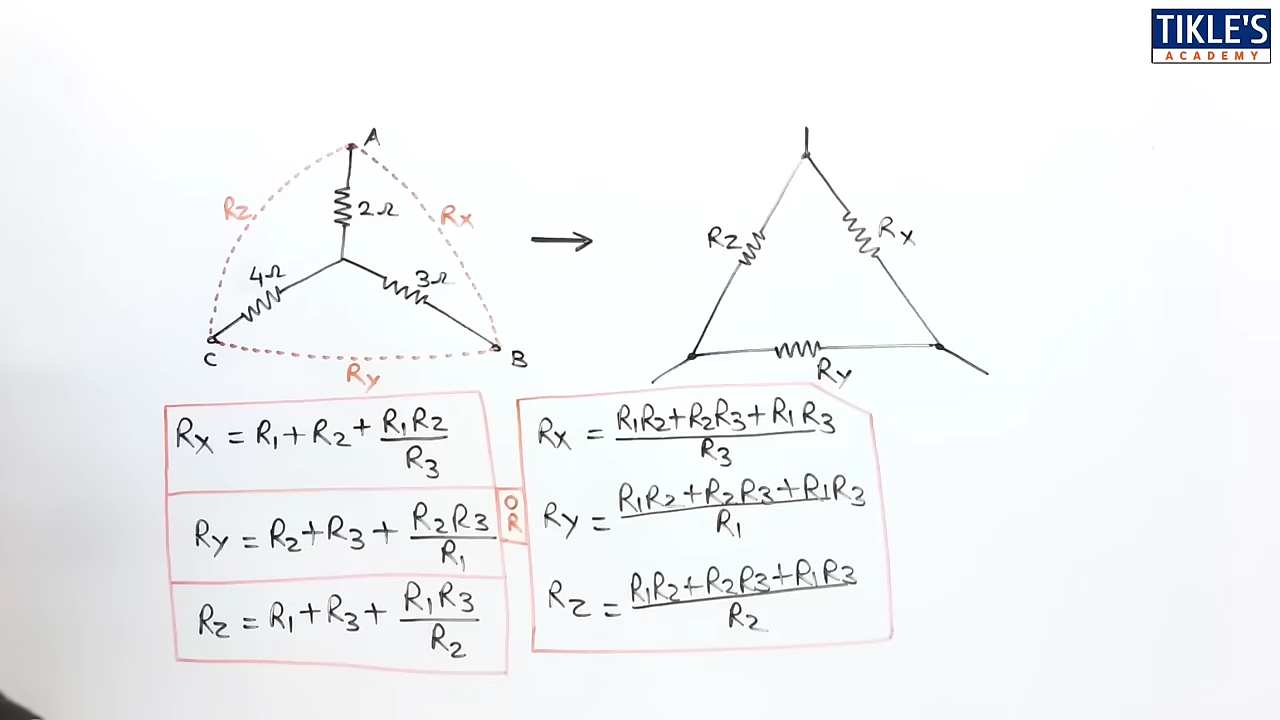 TIKLE'S
ACADEMY
A
Rz
2Ω
Rx
4Ω
3Ω
C
B
Ry
Rz
Rx
Ry
Rx = R1 + R2 + R1R2/R3
Ry = R2 + R3 + R2R3/R1
Rz = R1 + R3 + R1R3/R2
OR
Rx = R1R2 + R2R3 + R1R3/R3
Ry = R1R2 + R2R3 + R1R3/R1
Rz = R1R2 + R2R3 + R1R3/R2